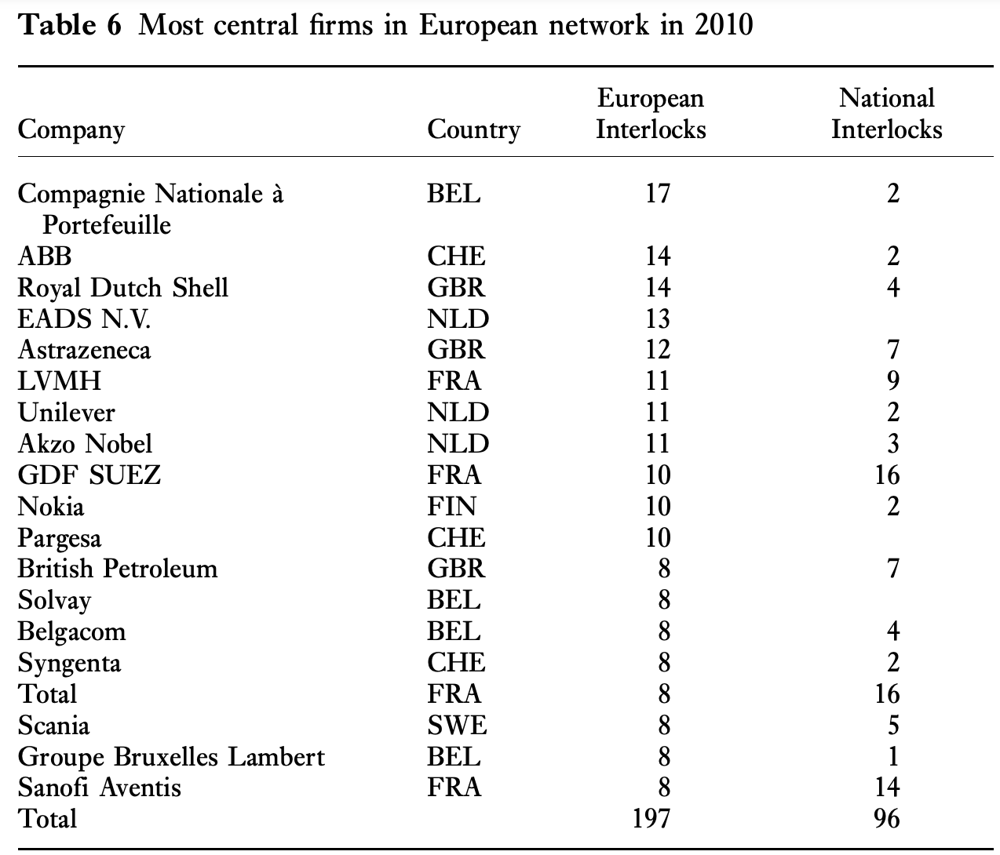 Table 6 Most central firms in European network in 2010
European National
Company Country Interlocks Interlocks
Compagnie Nationale à BEL 17 2
Portefeuille
ABB CHE 14 2
Royal Dutch Shell GBR 14 4
EADS N.V. NLD 13
Astrazeneca GBR 12 7
LVMH FRA 11 9
Unilever NLD 11 2
Akzo Nobel NLD 11 3
GDF SUEZ FRA 10 16
Nokia FIN 10 2
Pargesa CHE 10
British Petroleum GBR 8 7
Solvay BEL 8
Belgacom BEL 8 4
Syngenta CHE 8 2
Total FRA 8 16
Scania SWE 8 5
Groupe Bruxelles Lambert BEL 8 1
Sanofi Aventis FRA 8 14
Total 197 96